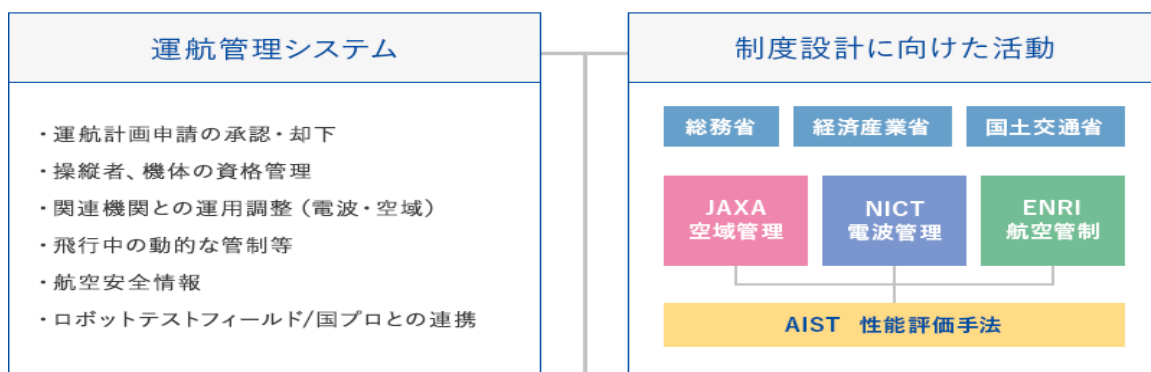 運航管理システム
・運航計画申請の承認・却下
・操縦者、機体の資格管理
・関連機関との運用調整（電波・空域）
・飛行中の動的な管制等
・航空安全情報
・ロボットテストフィールド/国プロとの連携
制度設計に向けた活動
総務省 経済産業省 国土交通省
JAXA NICT ENRI
空域管理 電波管理 航空管制
AIST 性能評価手法